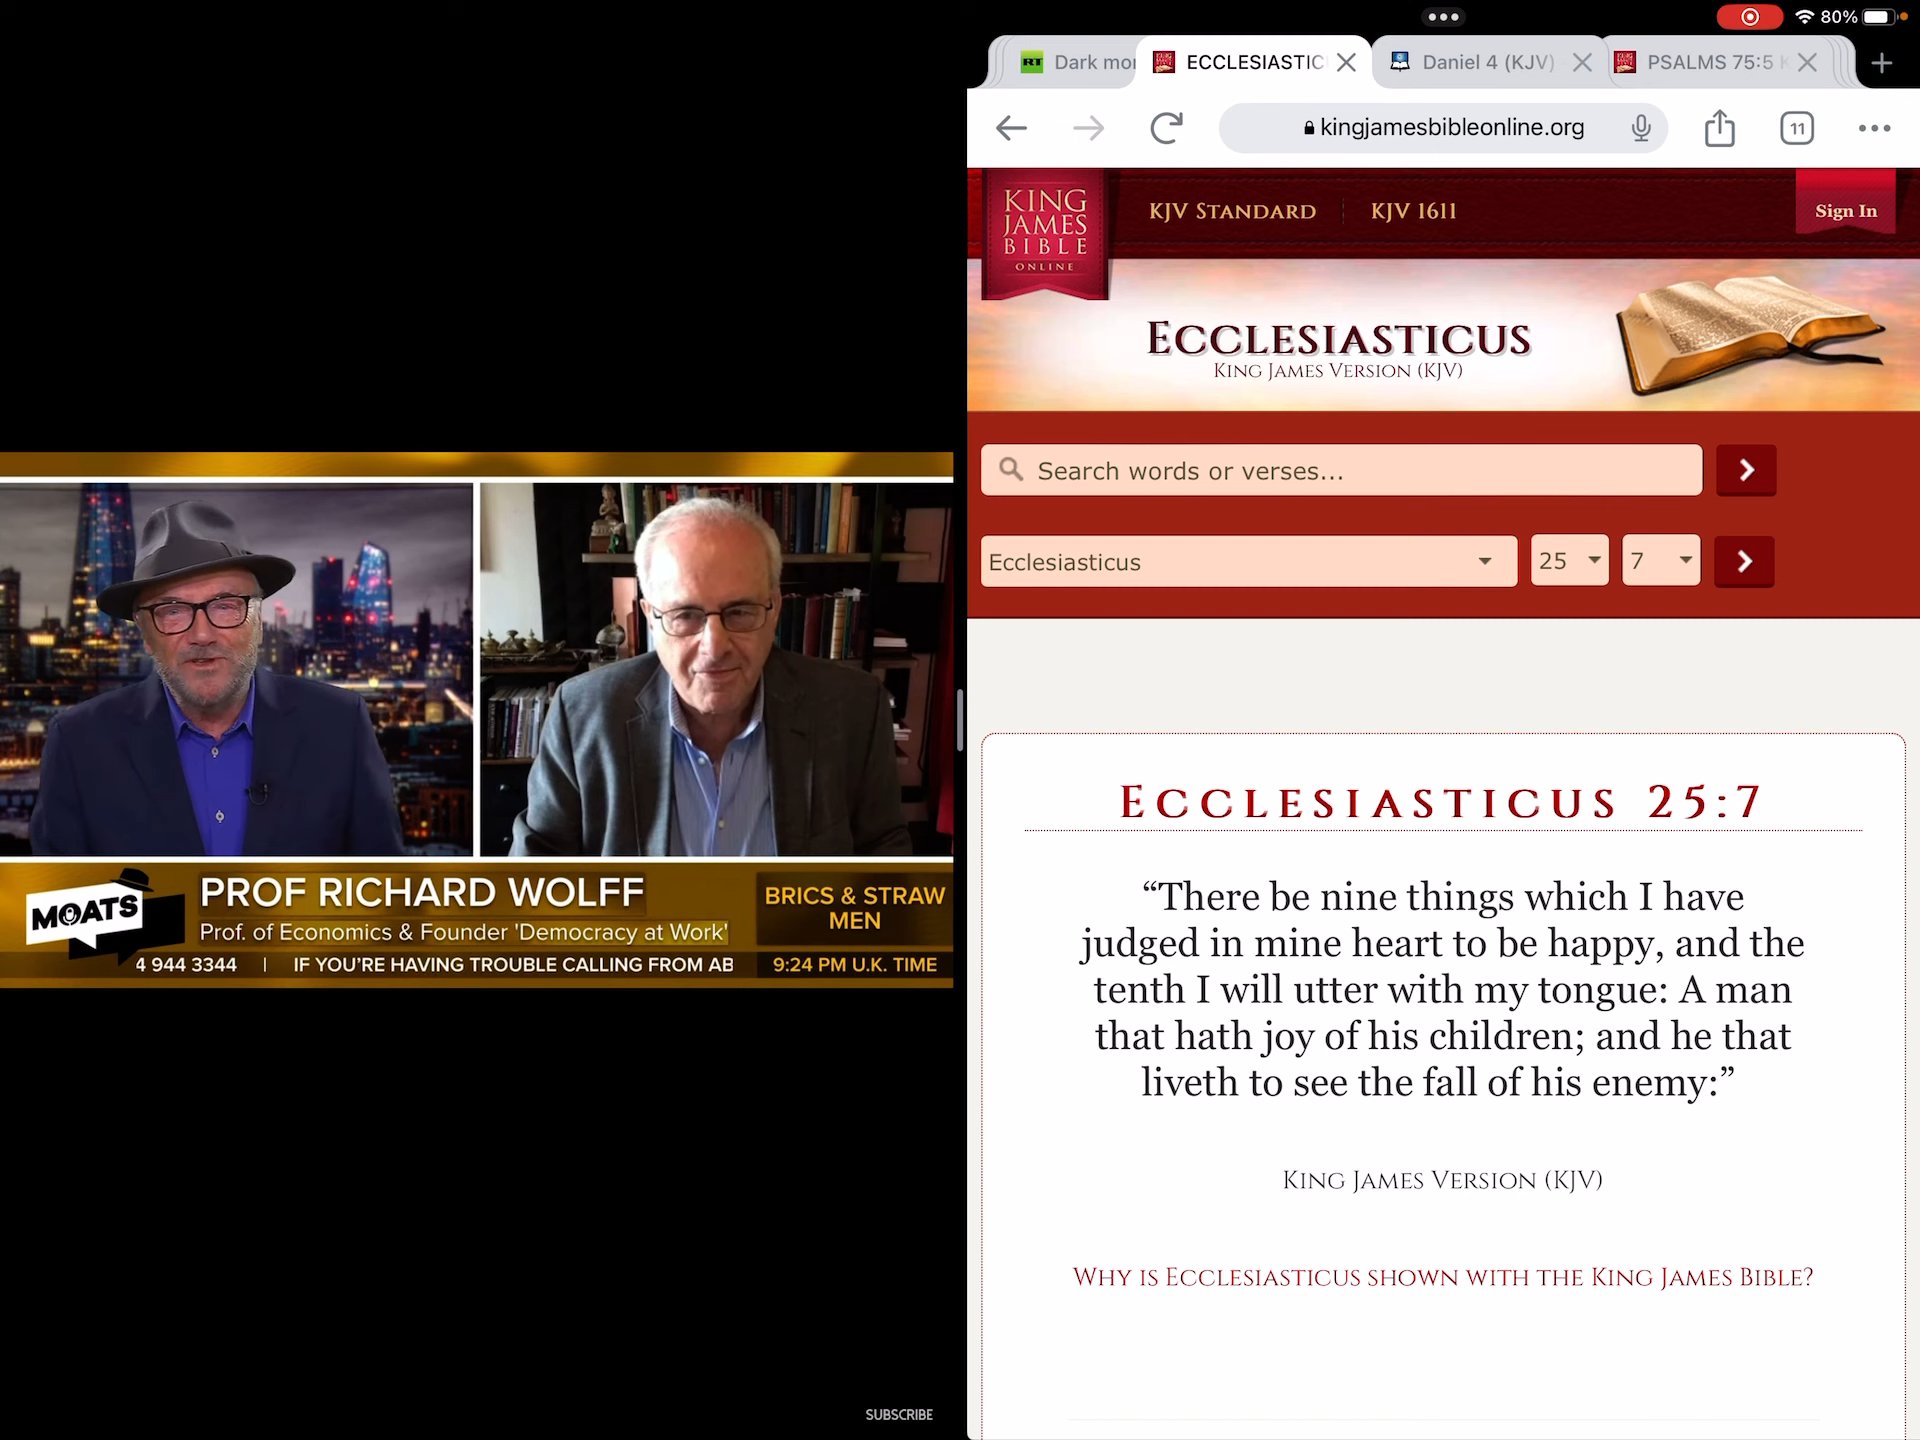 PROF RICHARD WOLFF
Prof. of Economics & Founder 'Democracy at Work'
BRICS & STRAW
MEN
MOATS
4 944 3344 | IF YOU'RE HAVING TROUBLE CALLING FROM AB
9:24 PM U.K. TIME
SUBSCRIBE
80%
RT Dark mo
ECCLESIASTIC
Daniel 4 (KJV)
PSALMS 75:5 K
kingjamesbibleonline.org
11
KING
JAMES
BIBLE
ONLINE
KJV STANDARD
KJV 1611
Sign In
ECCLESIASTICUS
KING JAMES VERSION (KJV)
Search words or verses...
Ecclesiasticus
25
7
ECCLESIASTICUS 25:7
“There be nine things which I have
judged in mine heart to be happy, and the
tenth I will utter with my tongue: A man
that hath joy of his children; and he that
liveth to see the fall of his enemy:”
KING JAMES VERSION (KJV)
WHY IS ECCLESIASTICUS SHOWN WITH THE KING JAMES BIBLE?